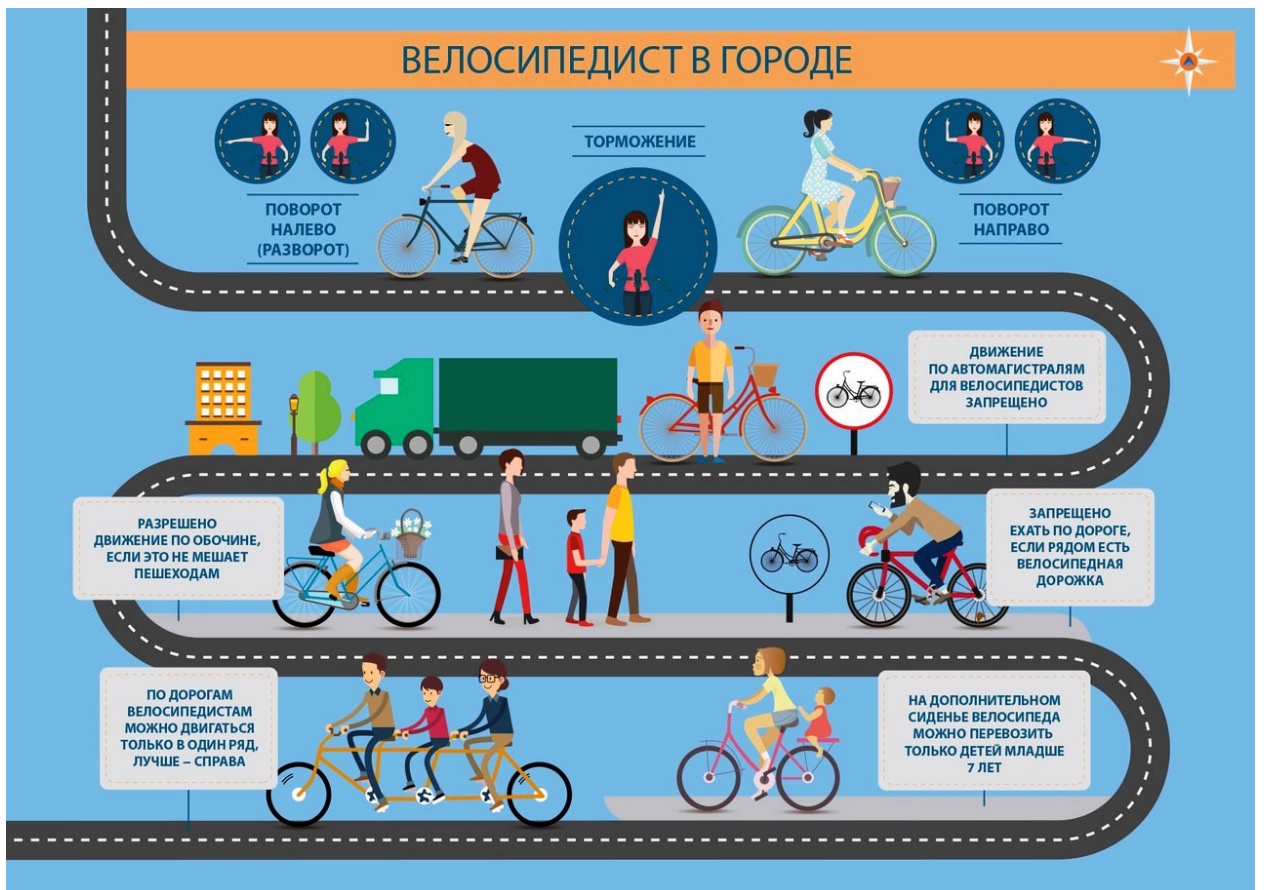 ВЕЛОСИПЕДИСТ В ГОРОДЕ
ПОВОРОТ
НАЛЕВО
(РАЗВОРОТ)
ТОРМОЖЕНИЕ
ПОВОРОТ
НАПРАВО
ДВИЖЕНИЕ
ПО АВТОМАГИСТРАЛЯМ
ДЛЯ ВЕЛОСИПЕДИСТОВ
ЗАПРЕЩЕНО
РАЗРЕШЕНО
ДВИЖЕНИЕ ПО ОБОЧИНЕ,
ЕСЛИ ЭТО НЕ МЕШАЕТ
ПЕШЕХОДАМ
ЗАПРЕЩЕНО
ЕХАТЬ ПО ДОРОГЕ,
ЕСЛИ РЯДОМ ЕСТЬ
ВЕЛОСИПЕДНАЯ
ДОРОЖКА
ПО ДОРОГАМ
ВЕЛОСИПЕДИСТАМ
МОЖНО ДВИГАТЬСЯ
ТОЛЬКО В ОДИН РЯД,
ЛУЧШЕ – СПРАВА
НА ДОПОЛНИТЕЛЬНОМ
СИДЕНЬЕ ВЕЛОСИПЕДА
МОЖНО ПЕРЕВОЗИТЬ
ТОЛЬКО ДЕТЕЙ МЛАДШЕ
7 ЛЕТ